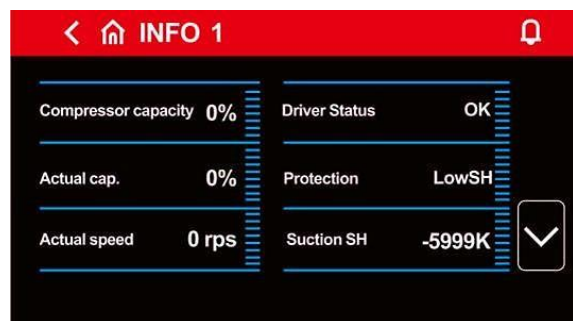 INFO 1
Compressor capacity 0%
Driver Status OK
Actual cap. 0%
Protection LowSH
Actual speed 0 rps
Suction SH -5999K